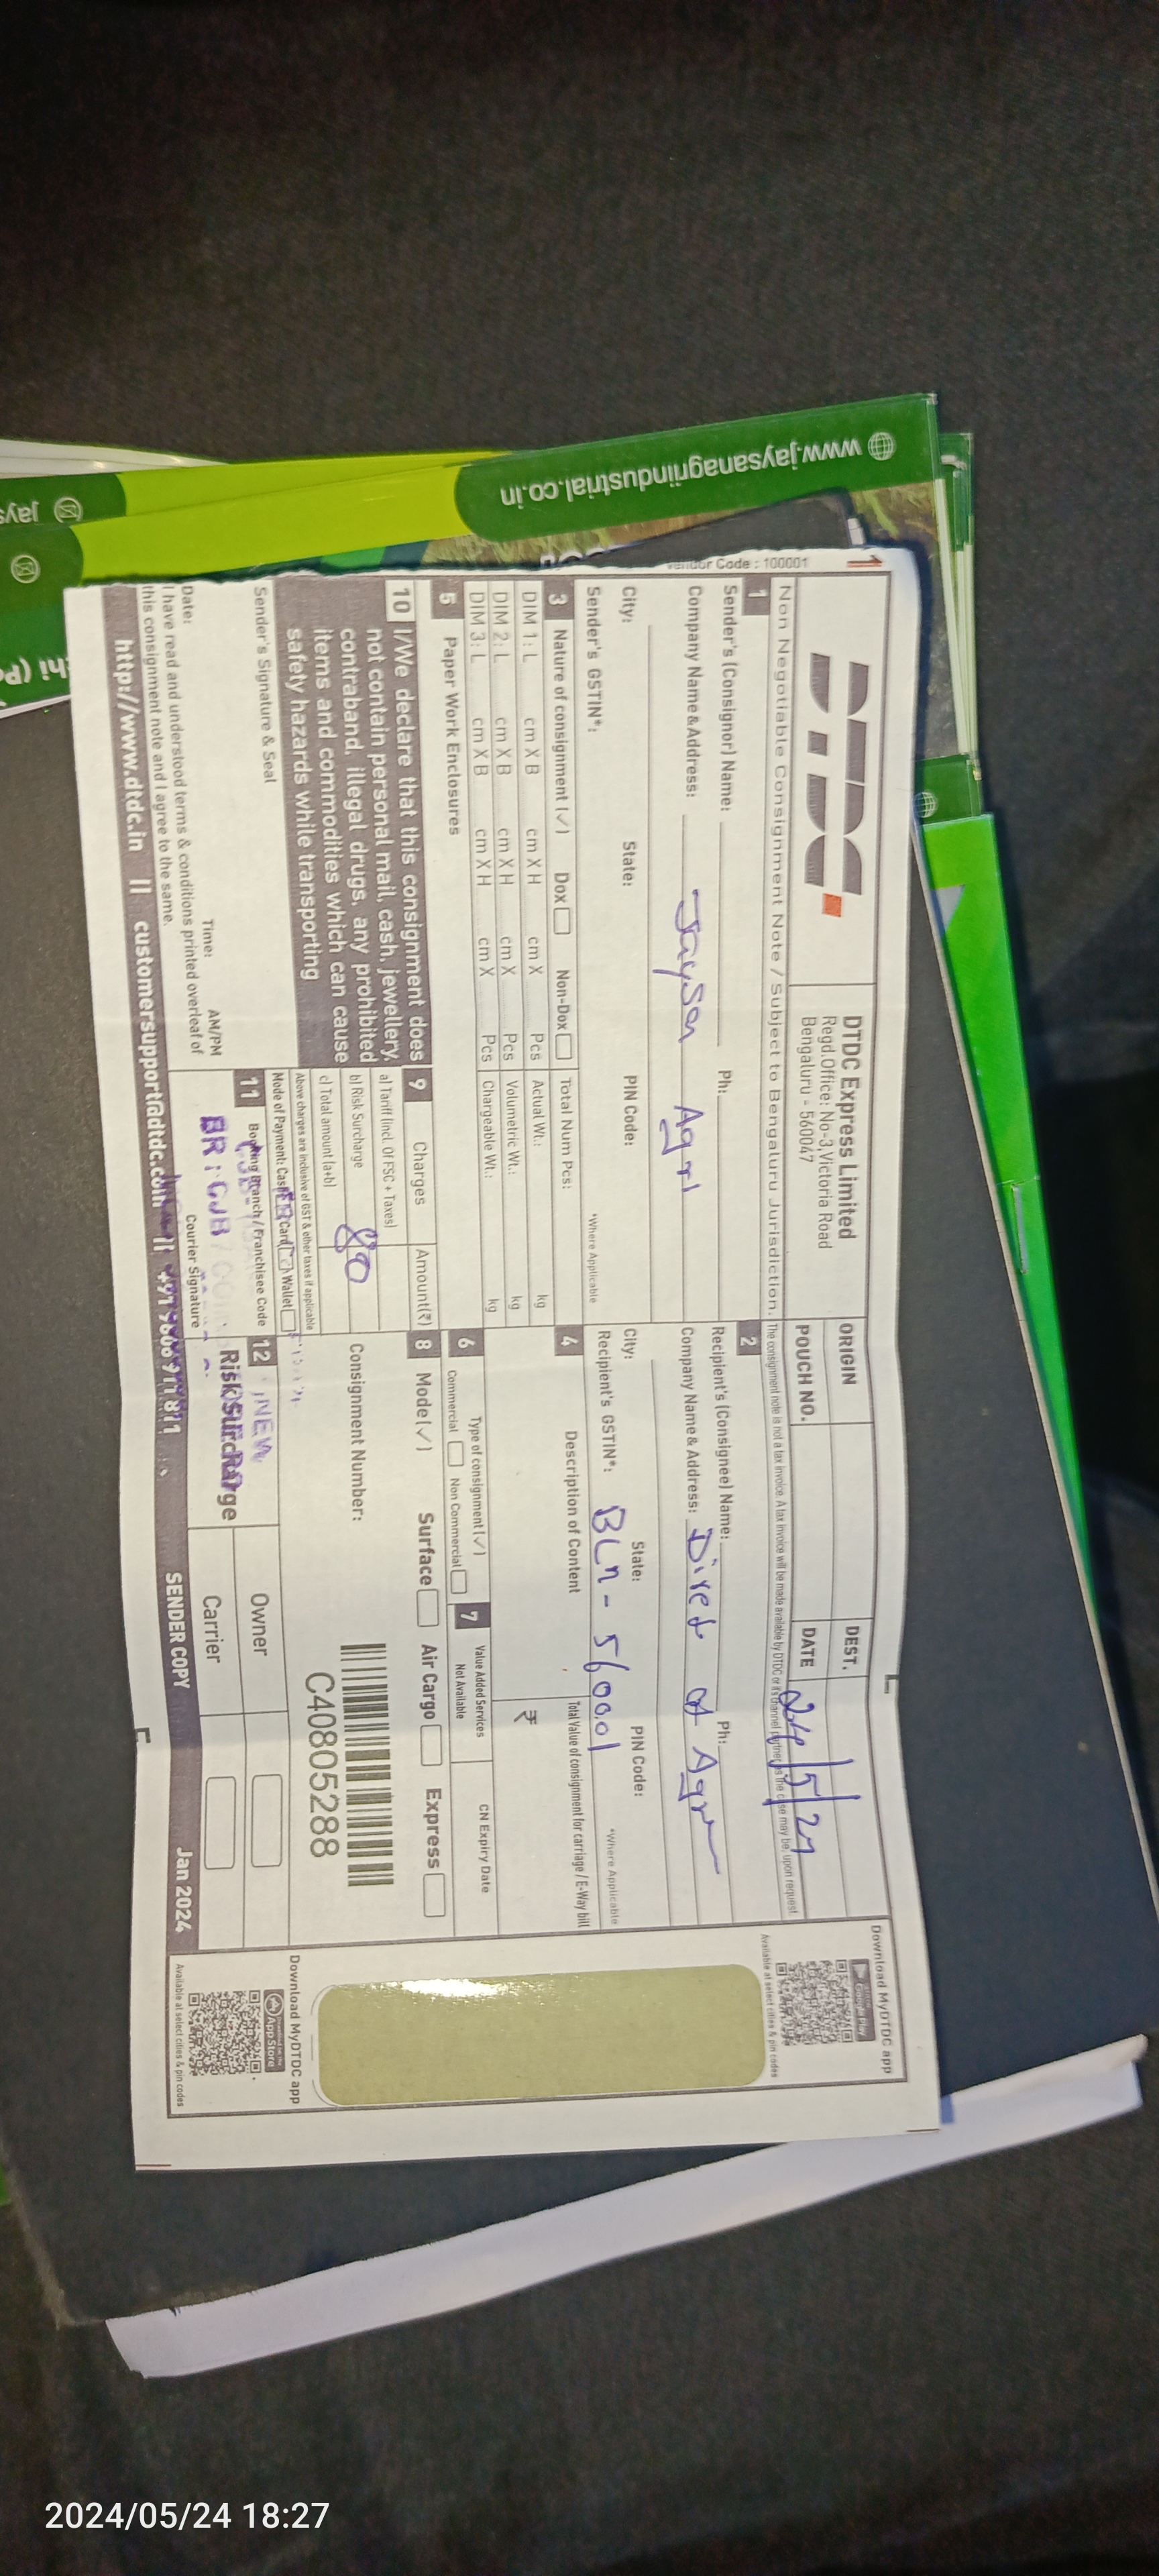 www.jaysanagriindustrial.co.in
jays
hi (P
1
Vendor Code : 100001
DTDC
DTDC Express Limited
Regd.Office: No-3,Victoria Road
Bengaluru - 560047
ORIGIN
DEST.
POUCH NO.
DATE 24/5/24
Non Negotiable Consignment Note / Subject to Bengaluru Jurisdiction. The consignment note is not a tax invoice. A tax invoice will be made available by DTDC or it's channel partner as the case may be, upon request.
1 Sender's (Consignor) Name: Ph:
Company Name & Address: Jaysan Agri
City: State: PIN Code:
Sender's GSTIN*: *Where Applicable
2 Recipient's (Consignee) Name: Ph:
Company Name & Address: Direct of Agr
City: State: PIN Code:
Recipient's GSTIN*: BLn - 560001 *Where Applicable
3 Nature of consignment (✓) Dox Non-Dox Total Num Pcs:
DIM 1: L cm X B cm X H cm X Pcs Actual Wt.: kg
DIM 2: L cm X B cm X H cm X Pcs Volumetric Wt.: kg
DIM 3: L cm X B cm X H cm X Pcs Chargeable Wt.: kg
4 Description of Content
Total Value of consignment for carriage / E-Way bill
₹
5 Paper Work Enclosures
6 Type of consignment (✓)
Commercial Non Commercial
7 Value Added Services
Not Available
CN Expiry Date
8 Mode (✓) Surface Air Cargo Express
Consignment Number:
C40805288
9 Charges Amount(₹)
a) Tariff (incl. Of FSC + Taxes)
b) Risk Surcharge 80
c) Total amount (a+b)
Above charges are inclusive of GST & other taxes if applicable
Mode of Payment: Cash Card Wallet
10 I/We declare that this consignment does
not contain personal mail, cash, jewellery,
contraband, illegal drugs, any prohibited
items and commodities which can cause
safety hazards while transporting
Sender's Signature & Seal
Date: Time: AM/PM
I have read and understood terms & conditions printed overleaf of
this consignment note and I agree to the same.
11 Booking Branch / Franchisee Code
Courier Signature
12 Risk Surcharge
NEW
Owner
Carrier
http://www.dtdc.in || customersupport@dtdc.com || +919606911811
SENDER COPY Jan 2024
Download MyDTDC app
Google Play
Available at select cities & pin codes
Download MyDTDC app
App Store
Available at select cities & pin codes
2024/05/24 18:27